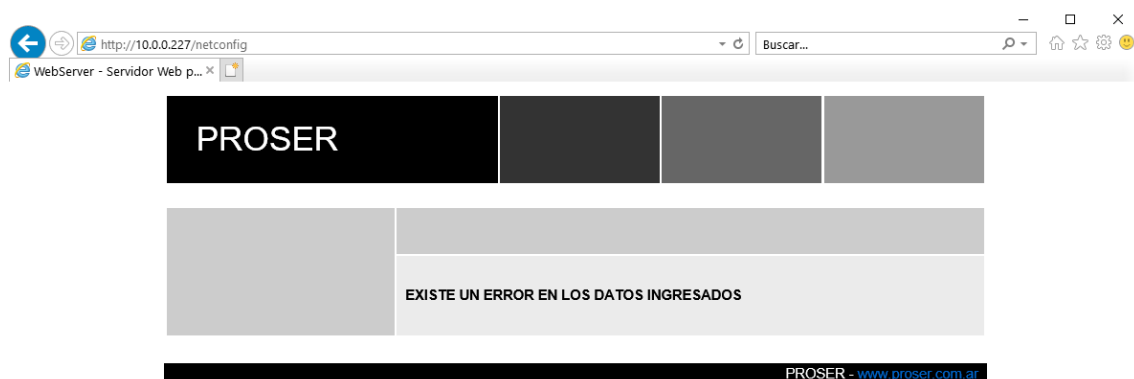 http://10.0.0.227/netconfig
Buscar...
WebServer - Servidor Web p...
PROSER
EXISTE UN ERROR EN LOS DATOS INGRESADOS
PROSER - www.proser.com.ar